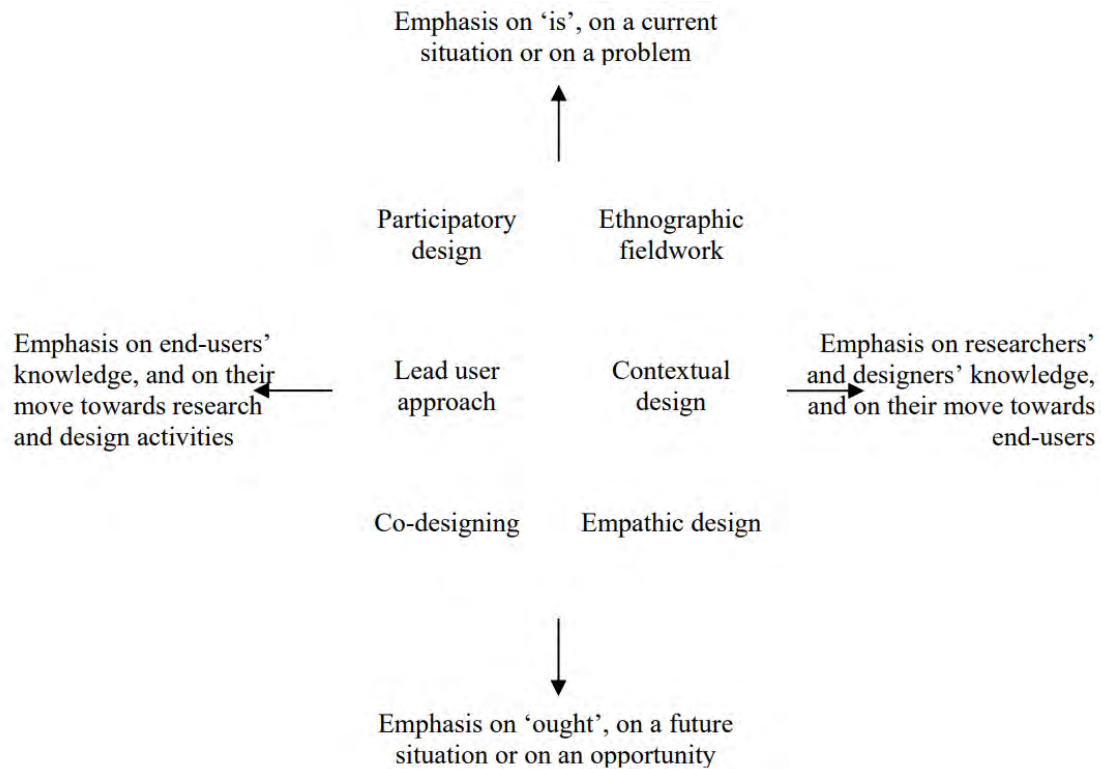 Emphasis on ‘is’, on a current
situation or on a problem
Participatory
design
Ethnographic
fieldwork
Emphasis on end-users’
knowledge, and on their
move towards research
and design activities
Lead user
approach
Contextual
design
Emphasis on researchers’
and designers’ knowledge,
and on their move towards
end-users
Co-designing
Empathic design
Emphasis on ‘ought’, on a future
situation or on an opportunity